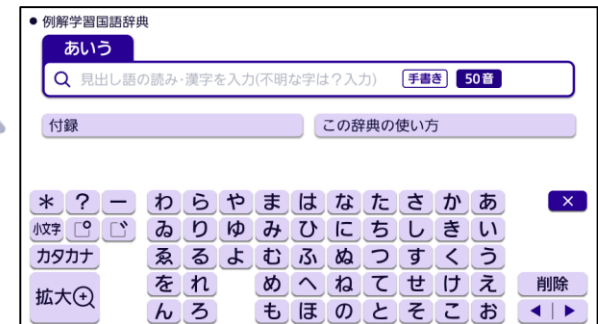 ● 例解学習国語辞典
あいう
見出し語の読み・漢字を入力(不明な字は？入力) 手書き 50音
付録 この辞典の使い方
＊ ？ ー わ ら や ま は な た さ か あ ×
小文字 ゜ ゛ ゐ り ゆ み ひ に ち し き い
カタカナ ゑ る よ む ふ ぬ つ す く う
拡大 を れ め へ ね て せ け え 削除
ん ろ も ほ の と そ こ お ◀ | ▶